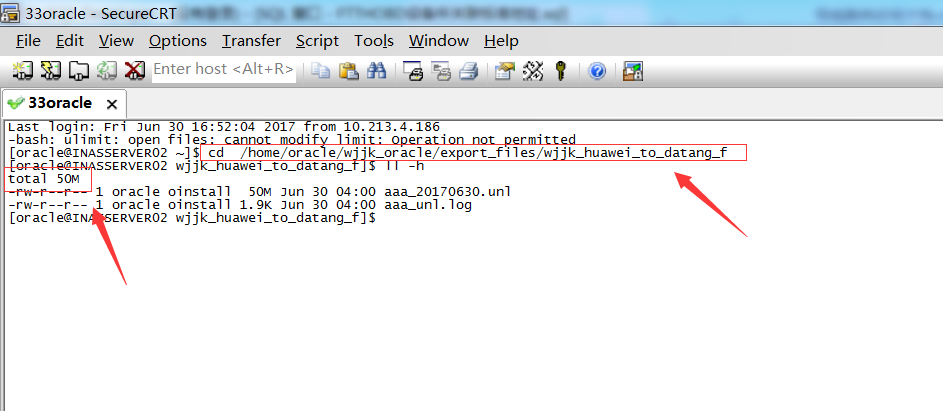 33oracle - SecureCRT
File Edit View Options Transfer Script Tools Window Help
Enter host <Alt+R>
33oracle
Last login: Fri Jun 30 16:52:04 2017 from 10.213.4.186
-bash: ulimit: open files: cannot modify limit: Operation not permitted
[oracle@INASSERVER02 ~]$ cd  /home/oracle/wjjk_oracle/export_files/wjjk_huawei_to_datang_f
[oracle@INASSERVER02 wjjk_huawei_to_datang_f]$ ll -h
total 50M
-rw-r--r-- 1 oracle oinstall  50M Jun 30 04:00 aaa_20170630.unl
-rw-r--r-- 1 oracle oinstall 1.9K Jun 30 04:00 aaa_unl.log
[oracle@INASSERVER02 wjjk_huawei_to_datang_f]$